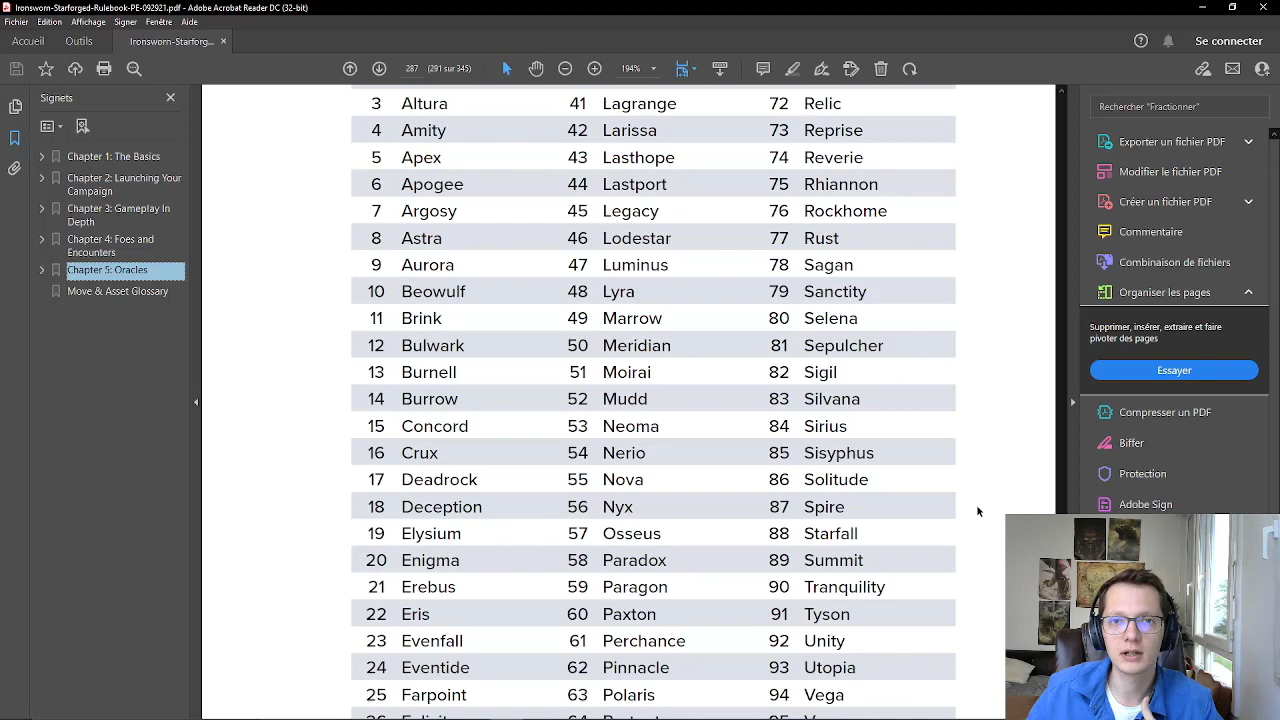 Ironsworn-Starforged-Rulebook-PE-092921.pdf - Adobe Acrobat Reader DC (32-bit)
Fichier Edition Affichage Signer Fenêtre Aide
Accueil Outils Ironsworn-Starforg... × Se connecter
287 (291 sur 345) 194%
Signets
Chapter 1: The Basics
Chapter 2: Launching Your
Campaign
Chapter 3: Gameplay In
Depth
Chapter 4: Foes and
Encounters
Chapter 5: Oracles
Move & Asset Glossary
3 Altura 41 Lagrange 72 Relic
4 Amity 42 Larissa 73 Reprise
5 Apex 43 Lasthope 74 Reverie
6 Apogee 44 Lastport 75 Rhiannon
7 Argosy 45 Legacy 76 Rockhome
8 Astra 46 Lodestar 77 Rust
9 Aurora 47 Luminus 78 Sagan
10 Beowulf 48 Lyra 79 Sanctity
11 Brink 49 Marrow 80 Selena
12 Bulwark 50 Meridian 81 Sepulcher
13 Burnell 51 Moirai 82 Sigil
14 Burrow 52 Mudd 83 Silvana
15 Concord 53 Neoma 84 Sirius
16 Crux 54 Nerio 85 Sisyphus
17 Deadrock 55 Nova 86 Solitude
18 Deception 56 Nyx 87 Spire
19 Elysium 57 Osseus 88 Starfall
20 Enigma 58 Paradox 89 Summit
21 Erebus 59 Paragon 90 Tranquility
22 Eris 60 Paxton 91 Tyson
23 Evenfall 61 Perchance 92 Unity
24 Eventide 62 Pinnacle 93 Utopia
25 Farpoint 63 Polaris 94 Vega
Rechercher "Fractionner"
Exporter un fichier PDF
Modifier le fichier PDF
Créer un fichier PDF
Commentaire
Combinaison de fichiers
Organiser les pages
Supprimer, insérer, extraire et faire
pivoter des pages
Essayer
Compresser un PDF
Biffer
Protection
Adobe Sign